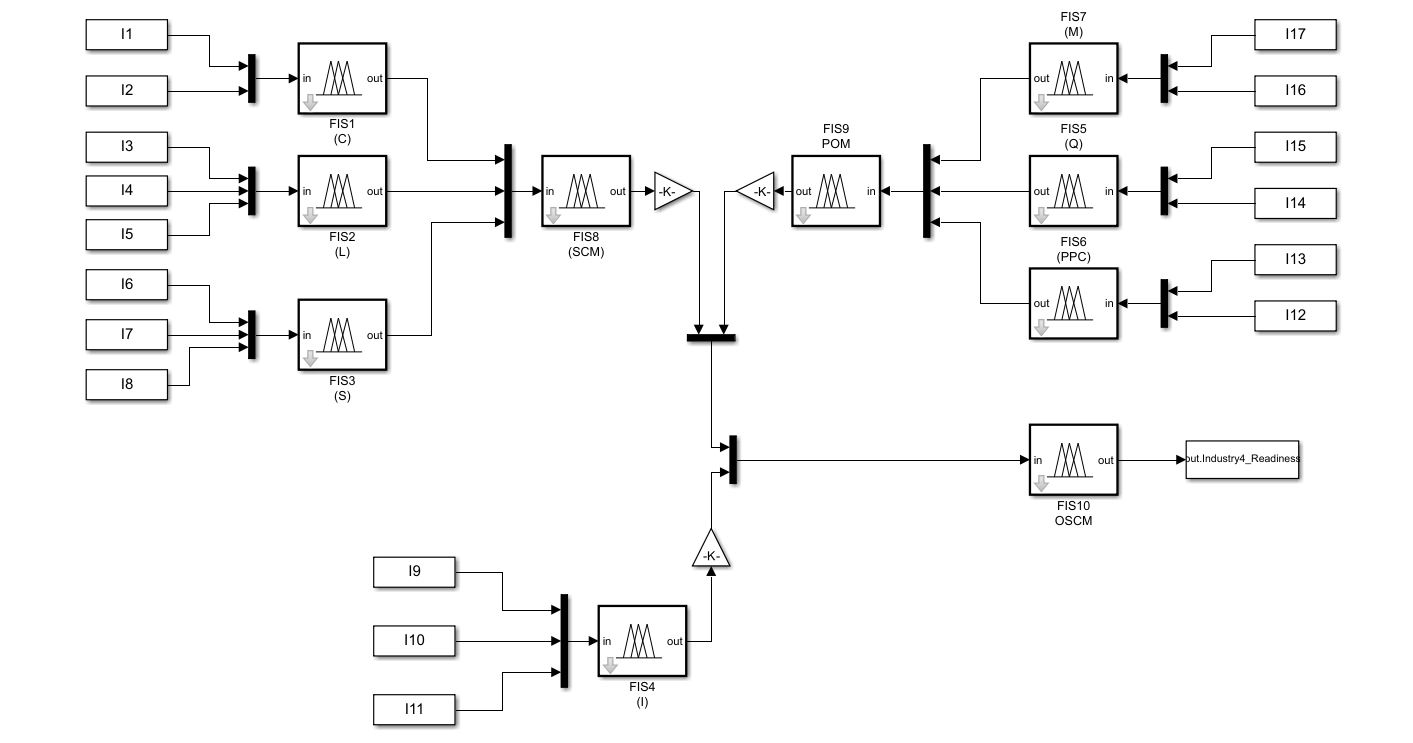 I1
I2
in
out
FIS1
(C)
I3
I4
I5
in
out
FIS2
(L)
I6
I7
I8
in
out
FIS3
(S)
in
out
FIS8
(SCM)
-K-
-K-
FIS9
POM
out
in
FIS7
(M)
out
in
I17
I16
FIS5
(Q)
out
in
I15
I14
FIS6
(PPC)
out
in
I13
I12
in
out
FIS10
OSCM
out.Industry4_Readiness
-K-
I9
I10
I11
in
out
FIS4
(I)